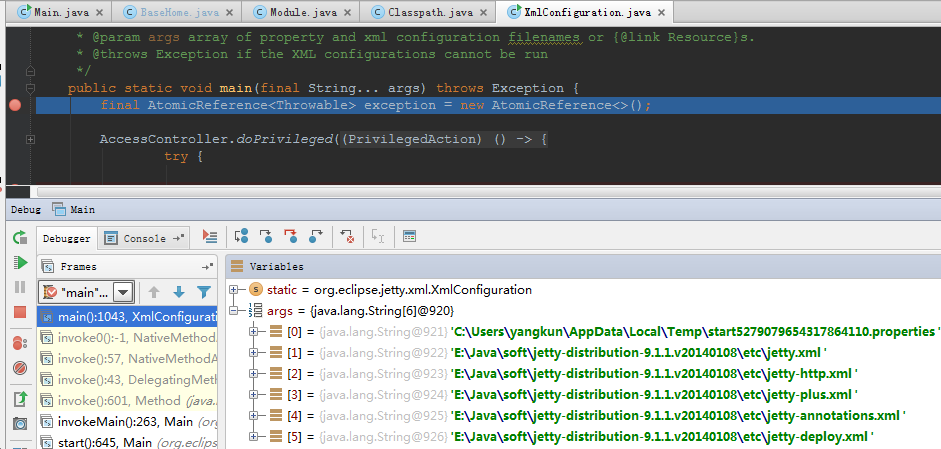 Main.java BaseHome.java Module.java Classpath.java XmlConfiguration.java
* @param args array of property and xml configuration filenames or {@link Resource}s.
* @throws Exception if the XML configurations cannot be run
*/
public static void main(final String... args) throws Exception {
final AtomicReference<Throwable> exception = new AtomicReference<>();
AccessController.doPrivileged((PrivilegedAction) () -> {
try {
Debug Main
Debugger Console
Frames
"main"...
main():1043, XmlConfigurati
invoke0():-1, NativeMethodA
invoke():57, NativeMethodA
invoke():43, DelegatingMet
invoke():601, Method (java.
invokeMain():263, Main (org
start():645, Main (org.eclips
Variables
static = org.eclipse.jetty.xml.XmlConfiguration
args = {java.lang.String[6]@920}
[0] = {java.lang.String@921} 'C:\Users\yangkun\AppData\Local\Temp\start5279079654317864110.properties '
[1] = {java.lang.String@922} 'E:\Java\soft\jetty-distribution-9.1.1.v20140108\etc\jetty.xml '
[2] = {java.lang.String@923} 'E:\Java\soft\jetty-distribution-9.1.1.v20140108\etc\jetty-http.xml '
[3] = {java.lang.String@924} 'E:\Java\soft\jetty-distribution-9.1.1.v20140108\etc\jetty-plus.xml '
[4] = {java.lang.String@925} 'E:\Java\soft\jetty-distribution-9.1.1.v20140108\etc\jetty-annotations.xml '
[5] = {java.lang.String@926} 'E:\Java\soft\jetty-distribution-9.1.1.v20140108\etc\jetty-deploy.xml '